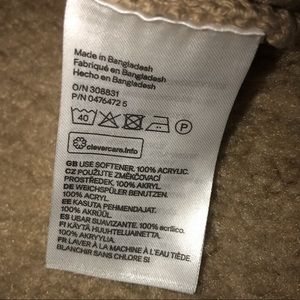 Made in Bangladesh
Fabriqué en Bangladesh
Hecho en Bangladesh
O/N 308831
P/N 0476472 5
40
P
clevercare.info
GB USE SOFTENER. 100% ACRYLIC.
CZ POUŽIJTE ZMĚKČOVACÍ
PROSTŘEDEK. 100% AKRYL.
DE WEICHSPÜLER BENUTZEN.
100% ACRYL.
EE KASUTA PEHMENDAJAT.
100% AKRÜÜL.
ES USAR SUAVIZANTE. 100% acrílico.
FI KÄYTÄ HUUHTELUAINETTA.
FR LAVER À LA MACHINE À L'EAU TIÈDE.
BLANCHIR SANS CHLORE SI